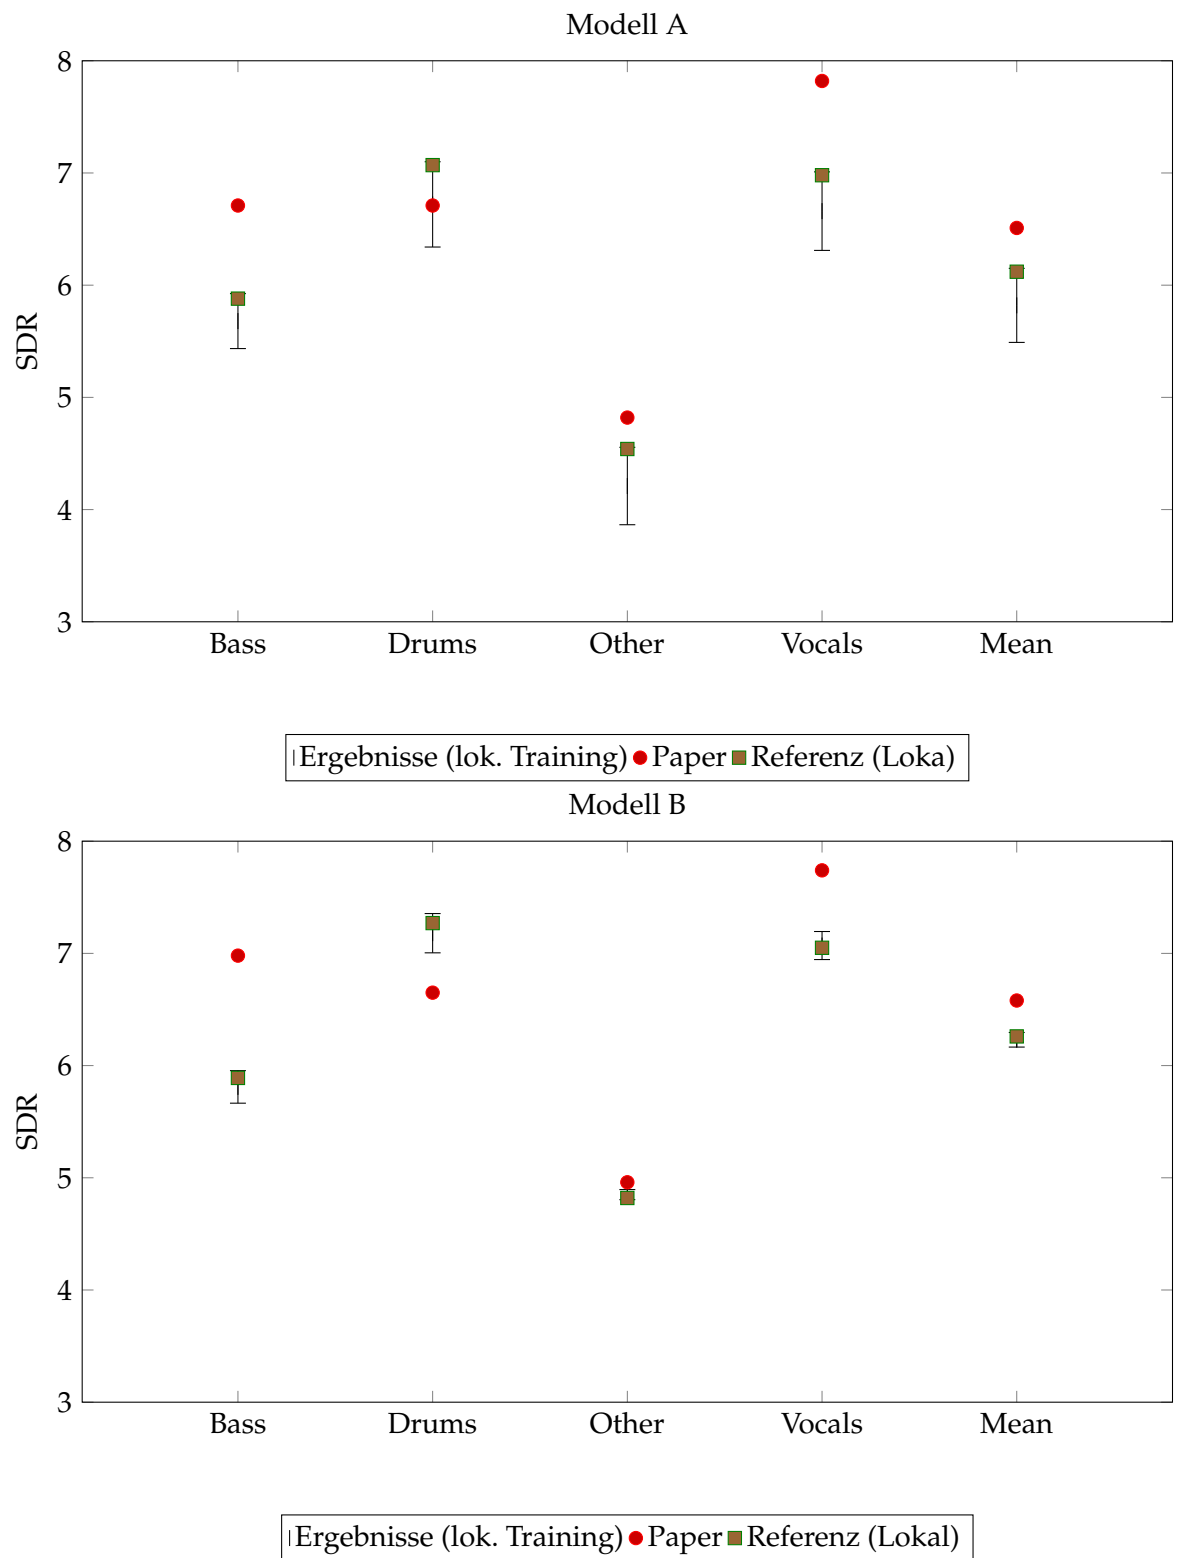 Modell A
8
7
6
5
4
3
SDR
Bass Drums Other Vocals Mean
Ergebnisse (lok. Training) Paper Referenz (Loka)
Modell B
8
7
6
5
4
3
SDR
Bass Drums Other Vocals Mean
Ergebnisse (lok. Training) Paper Referenz (Lokal)